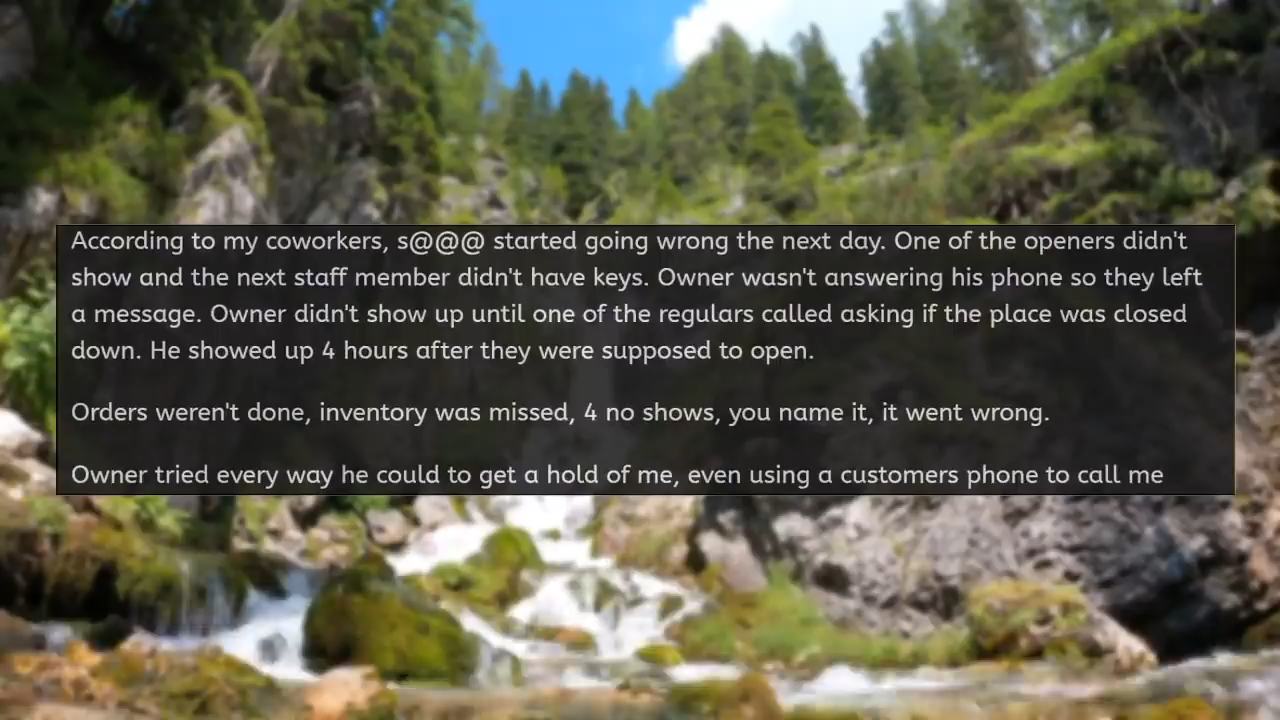 According to my coworkers, s@@@ started going wrong the next day. One of the openers didn't
show and the next staff member didn't have keys. Owner wasn't answering his phone so they left
a message. Owner didn't show up until one of the regulars called asking if the place was closed
down. He showed up 4 hours after they were supposed to open.
Orders weren't done, inventory was missed, 4 no shows, you name it, it went wrong.
Owner tried every way he could to get a hold of me, even using a customers phone to call me